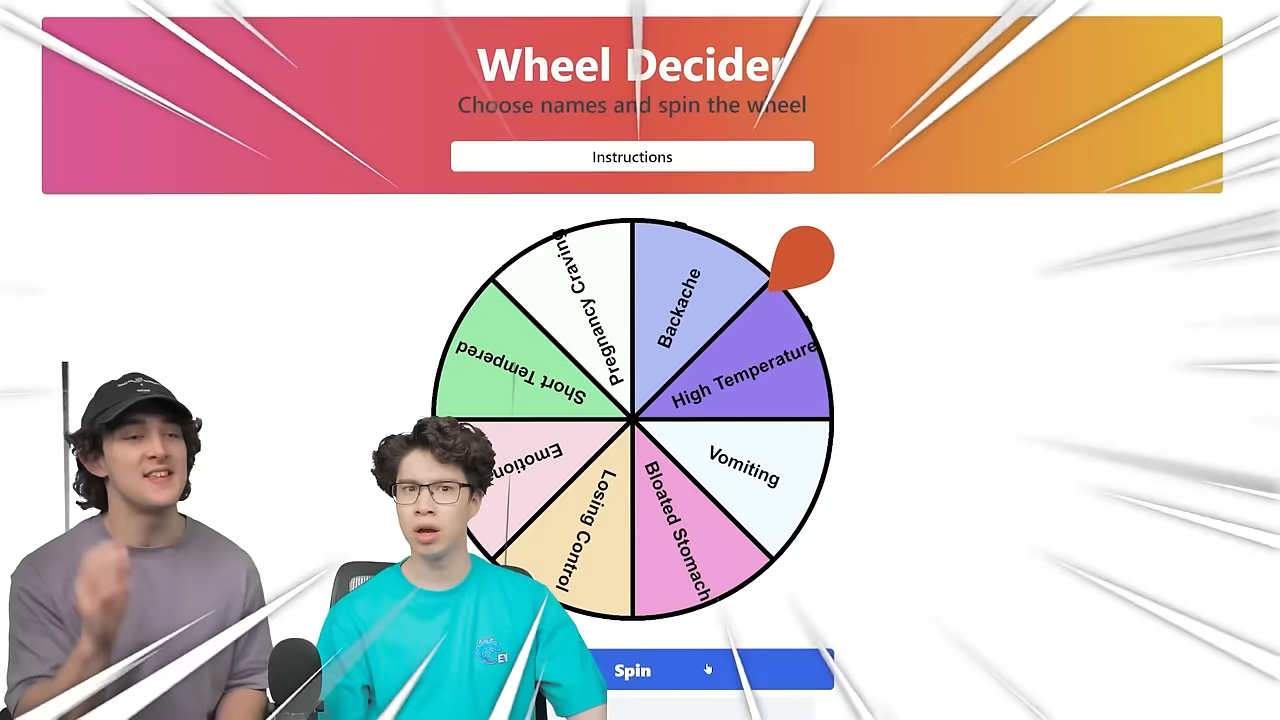 Wheel Decider
Choose names and spin the wheel
Instructions
Pregnancy Craving
Backache
High Temperature
Vomiting
Bloated Stomach
Losing Control
Short Tempered
Spin